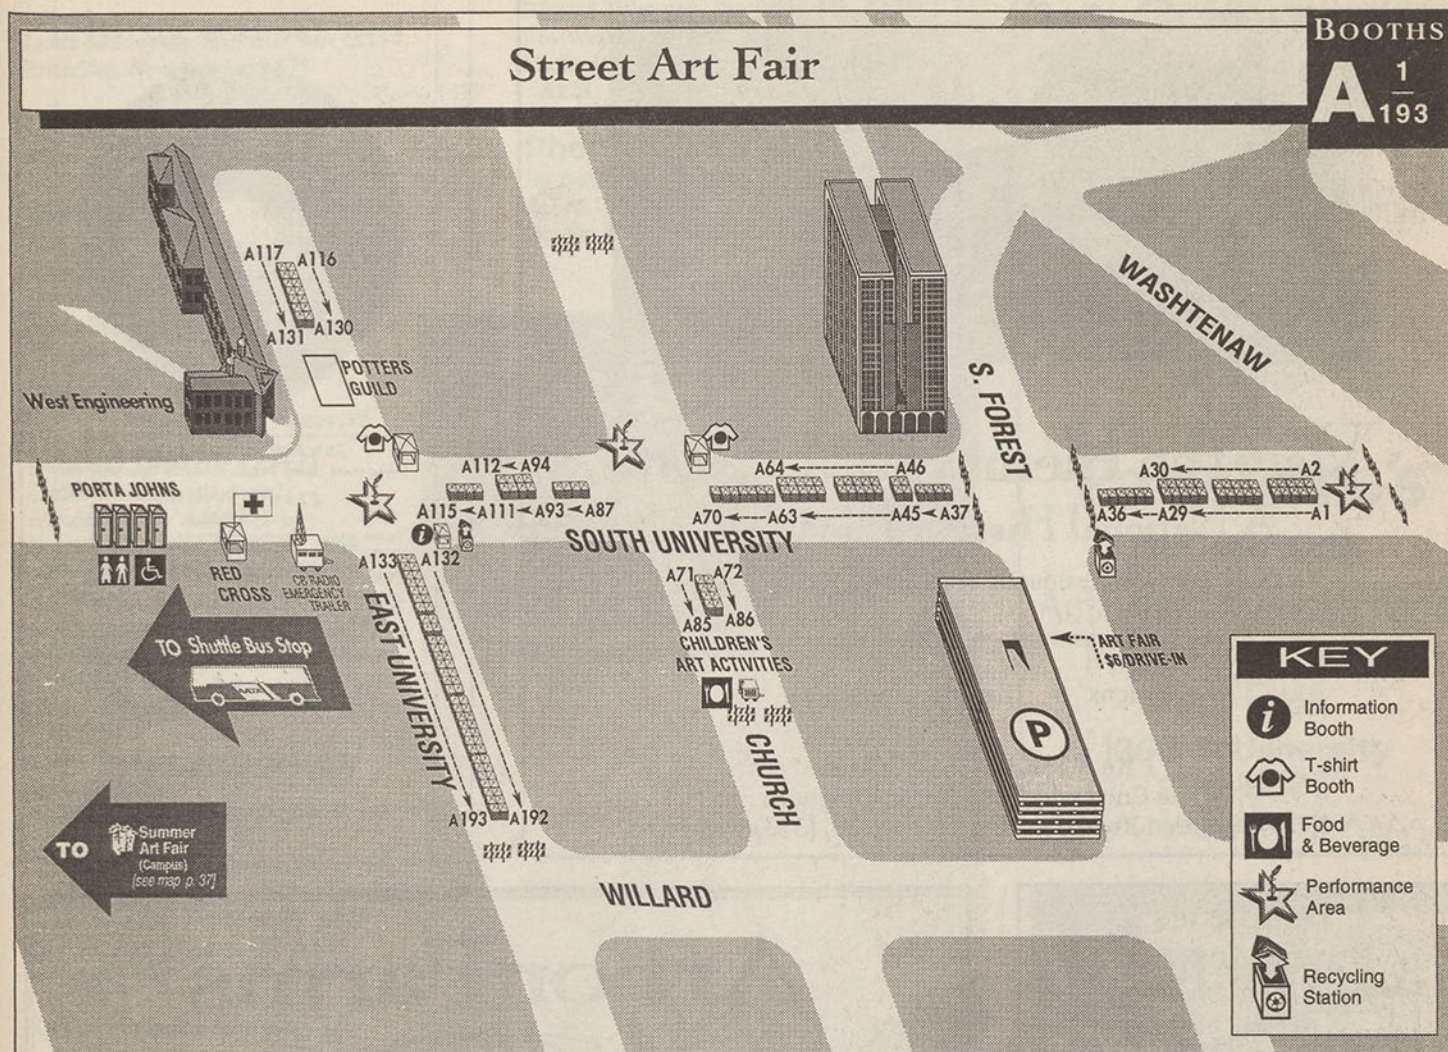 Street Art Fair
BOOTHS
A 1
193
A117 A116
A131 A130
POTTERS
GUILD
West Engineering
WASHTENAW
S. FOREST
A112 A94
A64 A46
A30 A2
PORTA JOHNS
A115 A111 A93 A87
A70 A63 A45 A37
A36 A29 A1
i
SOUTH UNIVERSITY
A133 A132
RED
CROSS
CB RADIO
EMERGENCY
TRAILER
A71 A72
A85 A86
CHILDREN'S
ART ACTIVITIES
ART FAIR
$6/DRIVE-IN
TO Shuttle Bus Stop
AATA
EAST UNIVERSITY
P
CHURCH
A193 A192
TO
Summer
Art Fair
(Campus)
[see map p. 37]
WILLARD
KEY
i
Information
Booth
T-shirt
Booth
Food
& Beverage
Performance
Area
Recycling
Station